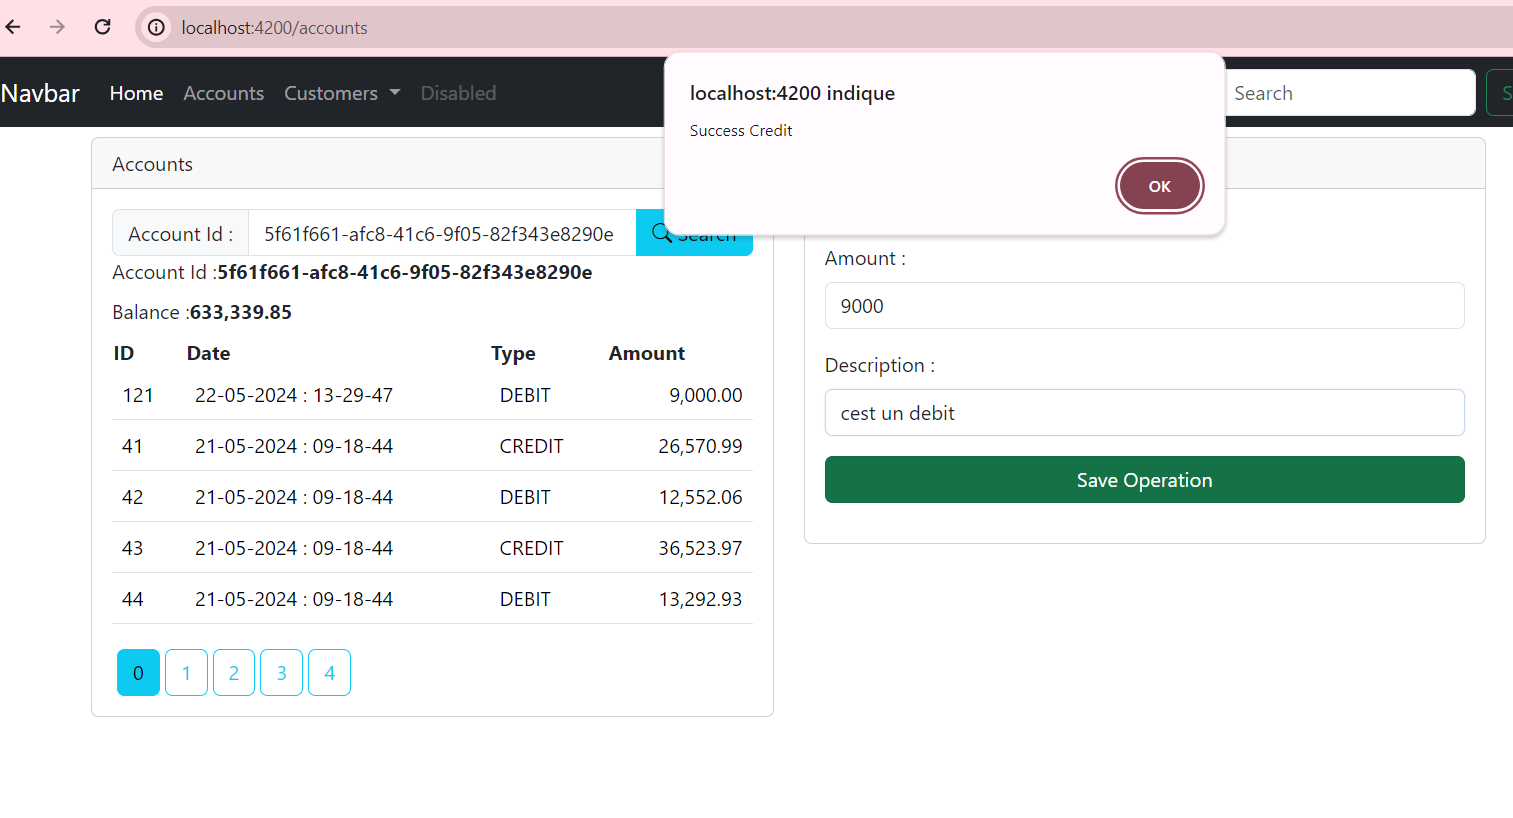 localhost:4200/accounts
Navbar Home Accounts Customers Disabled
Search
S
localhost:4200 indique
Success Credit
OK
Accounts
Account Id : 5f61f661-afc8-41c6-9f05-82f343e8290e Search
Account Id :5f61f661-afc8-41c6-9f05-82f343e8290e
Balance :633,339.85
ID Date Type Amount
121 22-05-2024 : 13-29-47 DEBIT 9,000.00
41 21-05-2024 : 09-18-44 CREDIT 26,570.99
42 21-05-2024 : 09-18-44 DEBIT 12,552.06
43 21-05-2024 : 09-18-44 CREDIT 36,523.97
44 21-05-2024 : 09-18-44 DEBIT 13,292.93
0 1 2 3 4
Amount :
9000
Description :
cest un debit
Save Operation